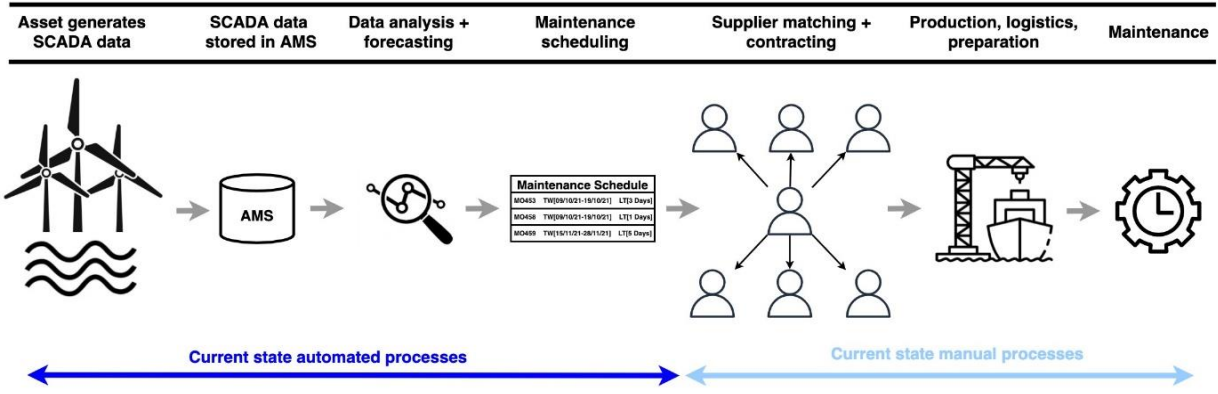 Asset generates
SCADA data
SCADA data
stored in AMS
Data analysis +
forecasting
Maintenance
scheduling
Supplier matching +
contracting
Production, logistics,
preparation
Maintenance
AMS
Maintenance Schedule
MO453 TW[09/10/21-19/10/21] LT[3 Days]
MO458 TW[09/10/21-19/10/21] LT[1 Days]
MO459 TW[15/11/21-28/11/21] LT[5 Days]
Current state automated processes
Current state manual processes